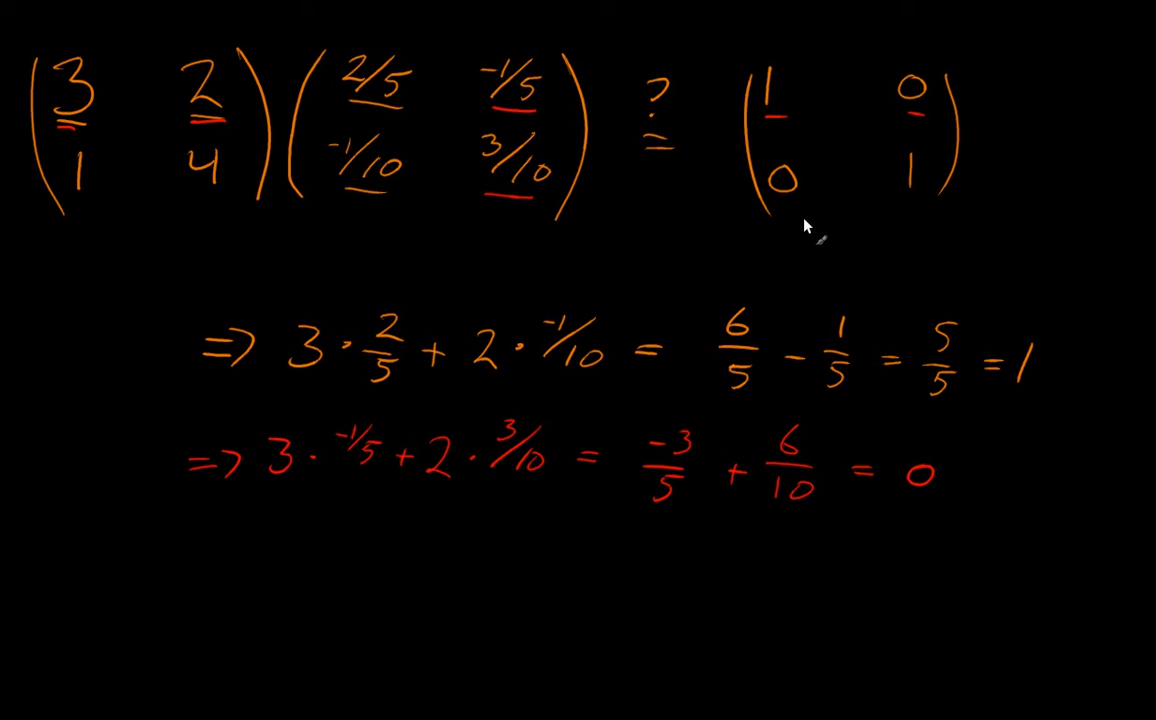 (3 2) (2/5 -1/5) ? (1 0)
(1 4) (-1/10 3/10) = (0 1)
=> 3 · 2/5 + 2 · -1/10 = 6/5 - 1/5 = 5/5 = 1
=> 3 · -1/5 + 2 · 3/10 = -3/5 + 6/10 = 0